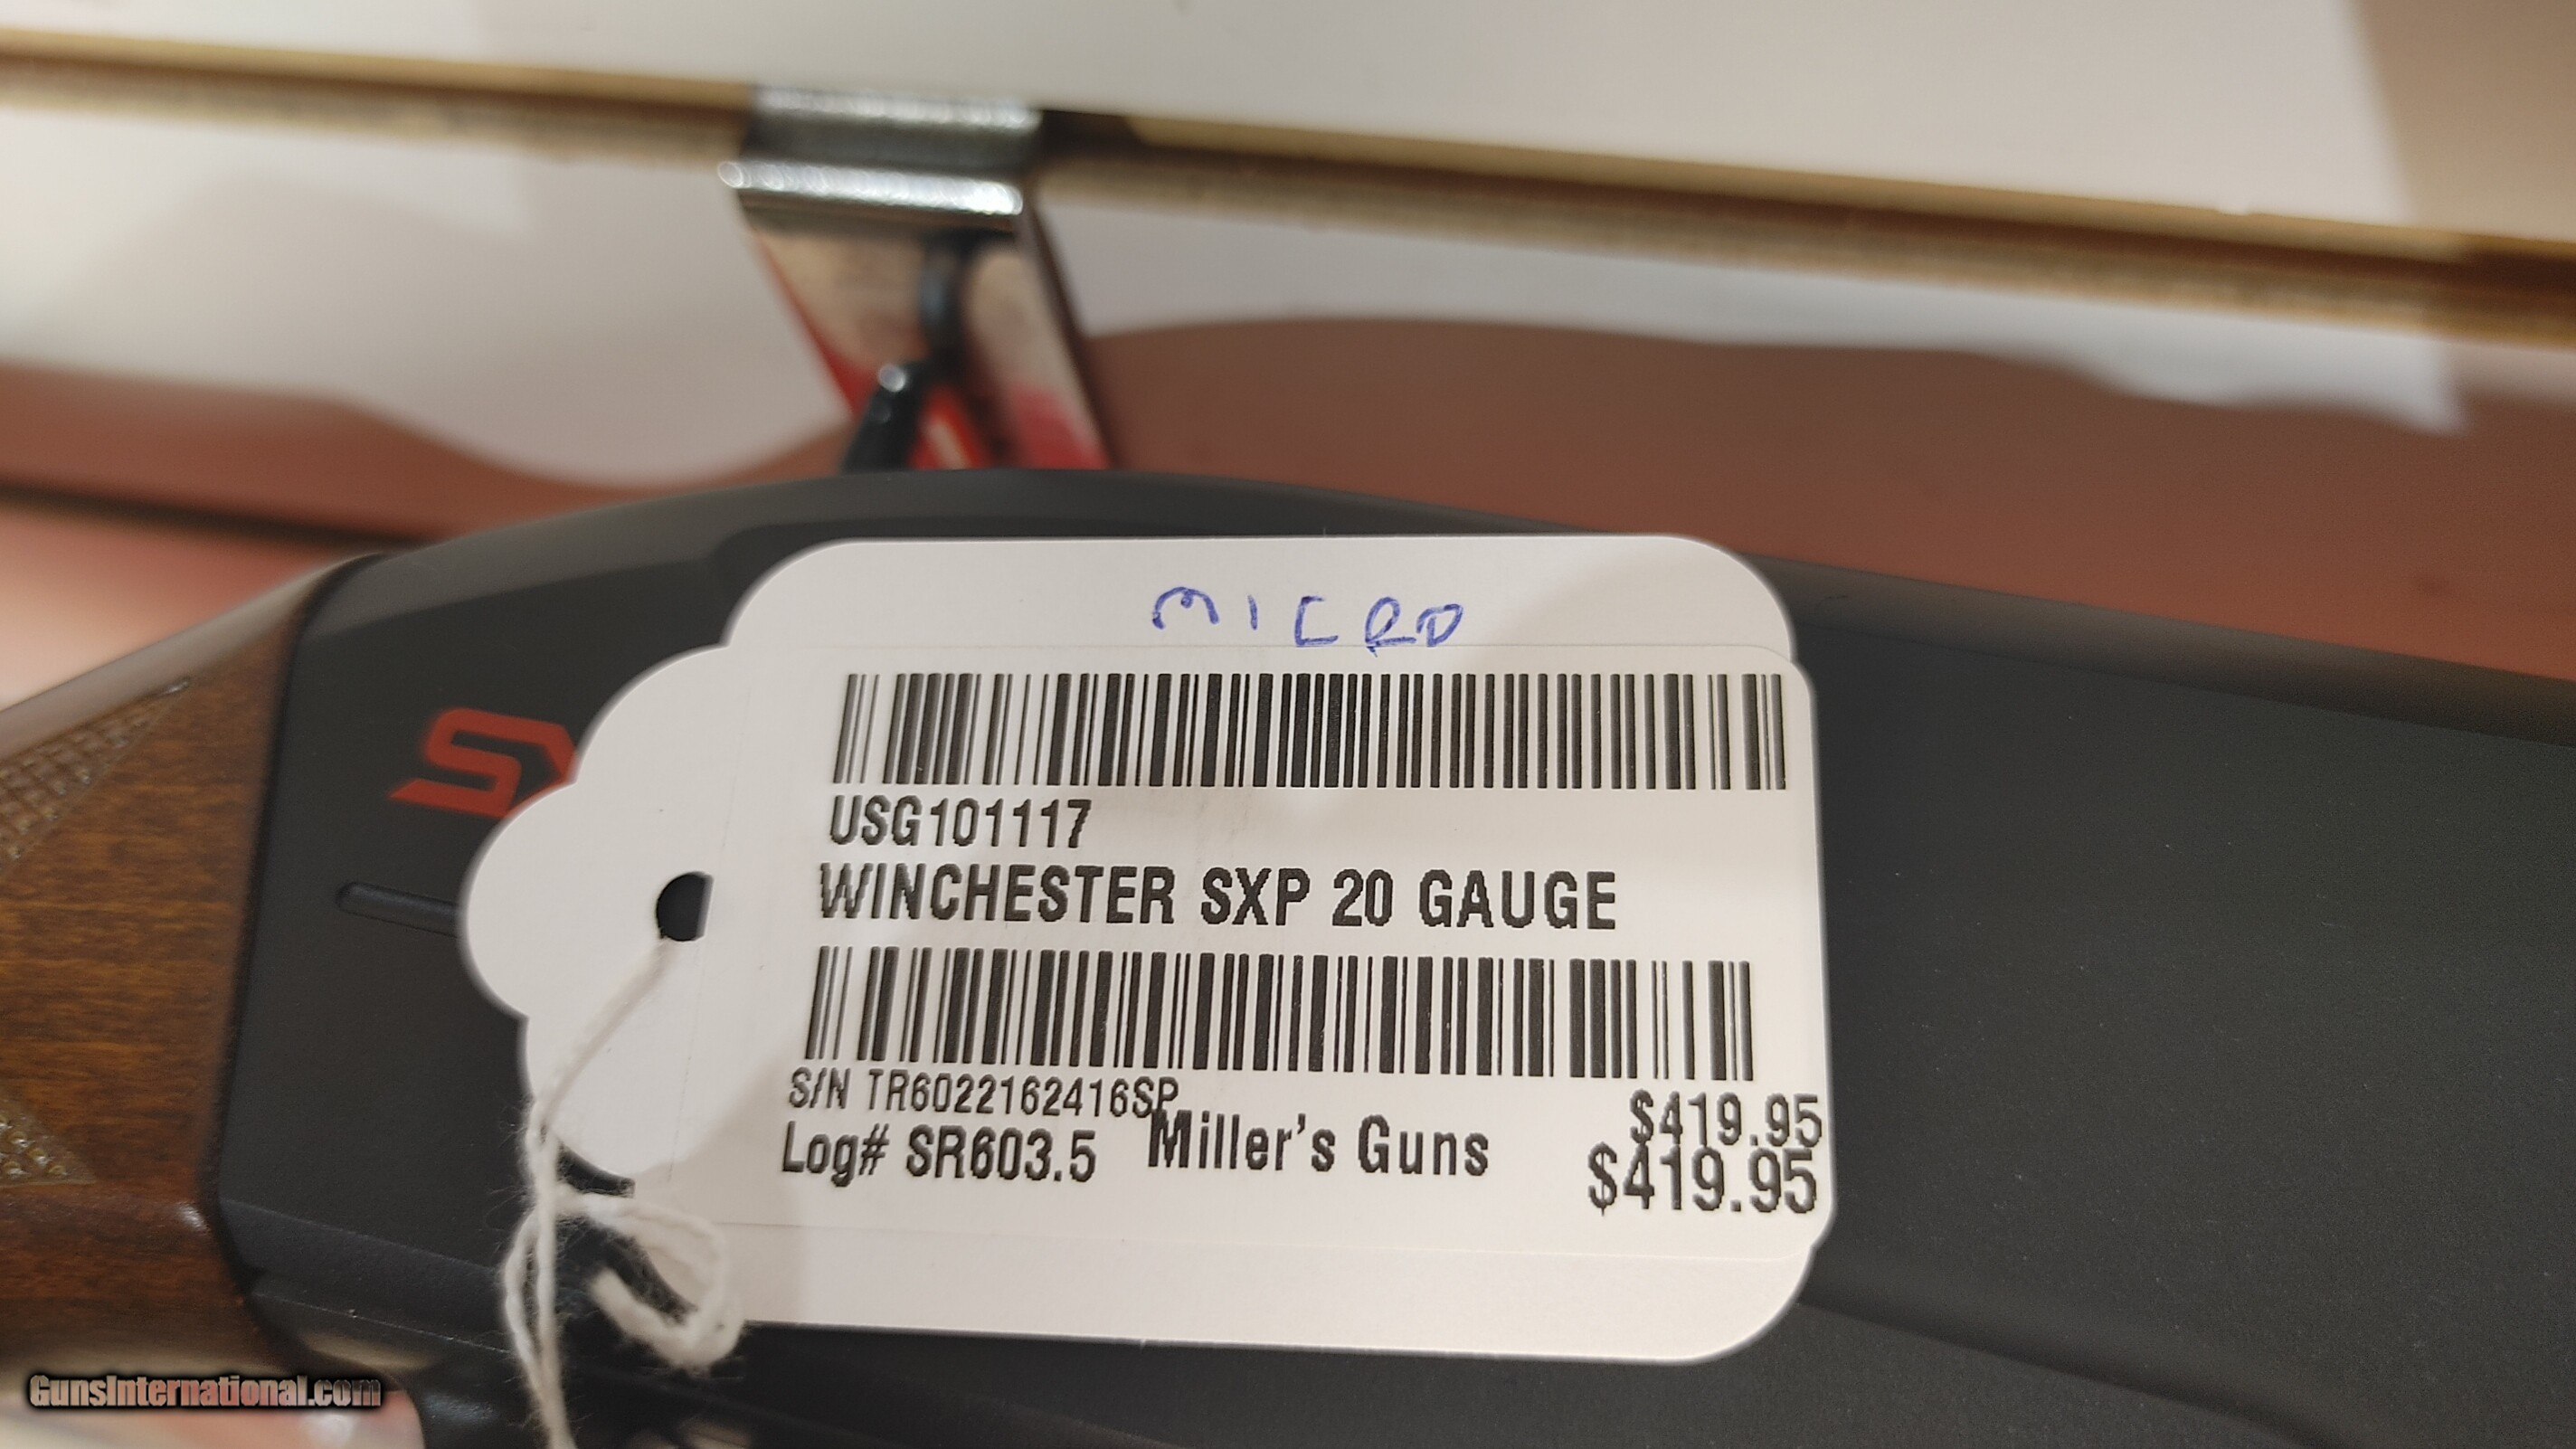 MICRO
USG101117
WINCHESTER SXP 20 GAUGE
S/N TR6022162416SP
$419.95
Log# SR603.5
Miller's Guns
$419.95
GunsInternational.com